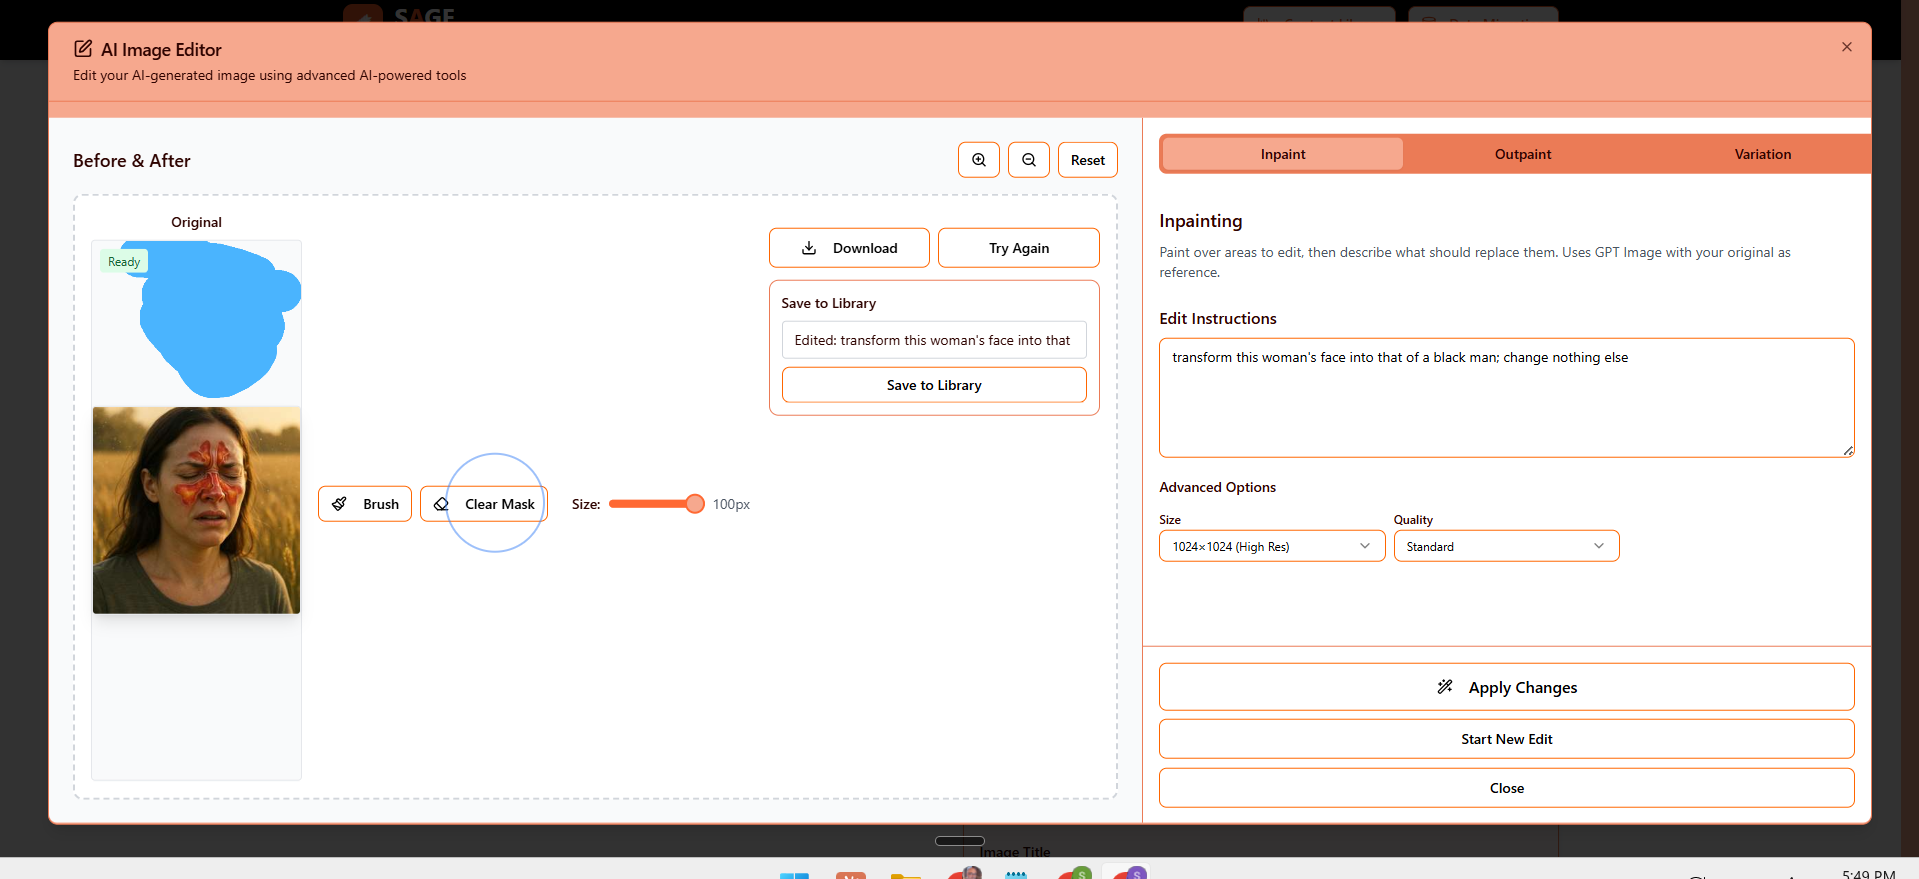 SAGE
AI Image Editor
Edit your AI-generated image using advanced AI-powered tools
Before & After
Reset
Inpaint
Outpaint
Variation
Original
Ready
Download
Try Again
Save to Library
Edited: transform this woman's face into that
Save to Library
Brush
Clear Mask
Size:
100px
Inpainting
Paint over areas to edit, then describe what should replace them. Uses GPT Image with your original as
reference.
Edit Instructions
transform this woman's face into that of a black man; change nothing else
Advanced Options
Size
Quality
1024×1024 (High Res)
Standard
Apply Changes
Start New Edit
Close
Image Title
S
S
5:49 PM